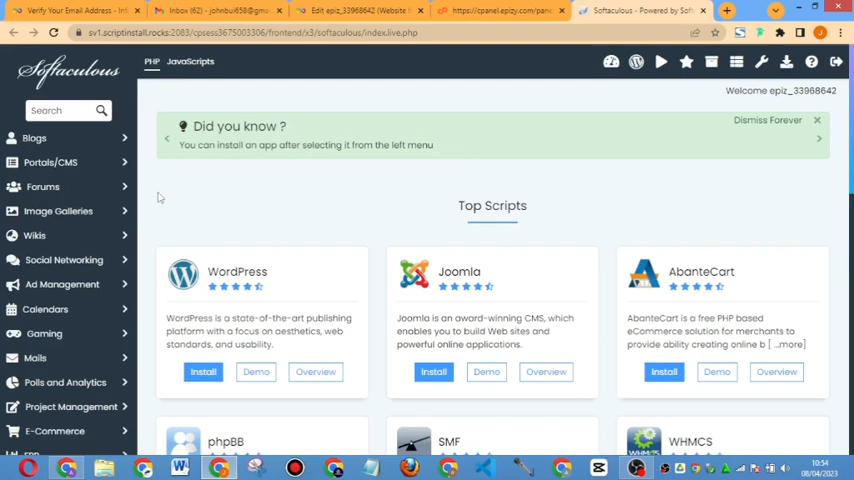 Verify Your Email Address - Info
Inbox (62) - johnbui658@gm
Edit epiz_33968642 (Website
https://cpanel.epizy.com/pan
Softaculous - Powered by Sof
sv1.scriptinstall.rocks:2083/cpsess3675003306/frontend/x3/softaculous/index.live.php
Softaculous
PHP
JavaScripts
Welcome epiz_33968642
Search
Did you know ?
Dismiss Forever
You can install an app after selecting it from the left menu
Blogs
Portals/CMS
Forums
Image Galleries
Wikis
Social Networking
Ad Management
Calendars
Gaming
Mails
Polls and Analytics
Project Management
E-Commerce
Top Scripts
WordPress
WordPress is a state-of-the-art publishing
platform with a focus on aesthetics, web
standards, and usability.
Install Demo Overview
Joomla
Joomla is an award-winning CMS, which
enables you to build Web sites and
powerful online applications.
Install Demo Overview
AbanteCart
AbanteCart is a free PHP based
eCommerce solution for merchants to
provide ability creating online b [ ...more]
Install Demo Overview
phpBB
SMF
WHMCS
10:54
08/04/2023